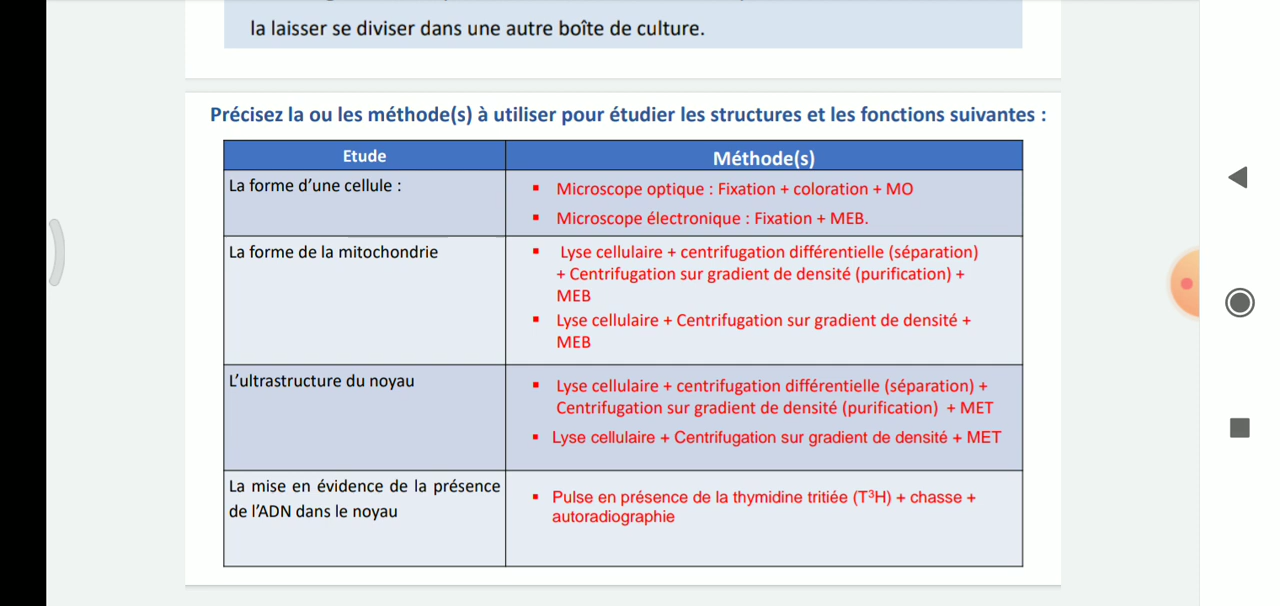 la laisser se diviser dans une autre boîte de culture.
Précisez la ou les méthode(s) à utiliser pour étudier les structures et les fonctions suivantes :
Etude
Méthode(s)
La forme d’une cellule :
▪ Microscope optique : Fixation + coloration + MO
▪ Microscope électronique : Fixation + MEB.
La forme de la mitochondrie
▪ Lyse cellulaire + centrifugation différentielle (séparation)
+ Centrifugation sur gradient de densité (purification) +
MEB
▪ Lyse cellulaire + Centrifugation sur gradient de densité +
MEB
L’ultrastructure du noyau
▪ Lyse cellulaire + centrifugation différentielle (séparation) +
Centrifugation sur gradient de densité (purification) + MET
▪ Lyse cellulaire + Centrifugation sur gradient de densité + MET
La mise en évidence de la présence
de l’ADN dans le noyau
▪ Pulse en présence de la thymidine tritiée (T³H) + chasse +
autoradiographie